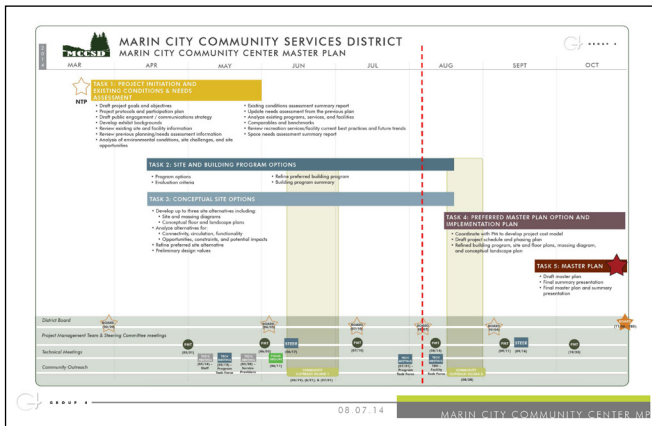 MARIN CITY COMMUNITY SERVICES DISTRICT
MARIN CITY COMMUNITY CENTER MASTER PLAN
MCCSD
GROUP 4
MAR APR MAY JUN JUL AUG SEPT OCT
NTP
TASK 1: PROJECT INITIATION AND
EXISTING CONDITIONS & NEEDS
ASSESSMENT
• Draft project goals and objectives
• Project protocols and participation plan
• Draft public engagement / communications strategy
• Develop exhibit backgrounds
• Review existing site and facility information
• Review previous planning/needs assessment information
• Analysis of environmental conditions, site challenges, and site
opportunities
• Existing conditions assessment summary report
• Update needs assessment from the previous plan
• Analyze existing programs, services, and facilities
• Comparables and benchmarks
• Review recreation services/facility current best practices and future trends
• Space needs assessment summary report
TASK 2: SITE AND BUILDING PROGRAM OPTIONS
• Program options
• Evaluation criteria
• Refine preferred building program
• Building program summary
TASK 3: CONCEPTUAL SITE OPTIONS
• Develop up to three site alternatives including:
• Site and massing diagrams
• Conceptual floor and landscape plans
• Analyze alternatives for:
• Connectivity, circulation, functionality
• Opportunities, constraints, and potential impacts
• Refine preferred site alternative
• Preliminary design values
TASK 4: PREFERRED MASTER PLAN OPTION AND
IMPLEMENTATION PLAN
• Coordinate with PM to develop project cost model
• Draft project schedule and phasing plan
• Refined building program, site and floor plans, massing diagram,
and conceptual landscape plan
TASK 5: MASTER PLAN
• Draft master plan
• Final summary presentation
• Final master plan and summary
presentation
District Board
Project Management Team & Steering Committee meetings
PMT PMT STEER PMT PMT PMT STEER PMT
Technical Meetings
Community Outreach
GROUP 4
08.07.14
MARIN CITY COMMUNITY CENTER MP